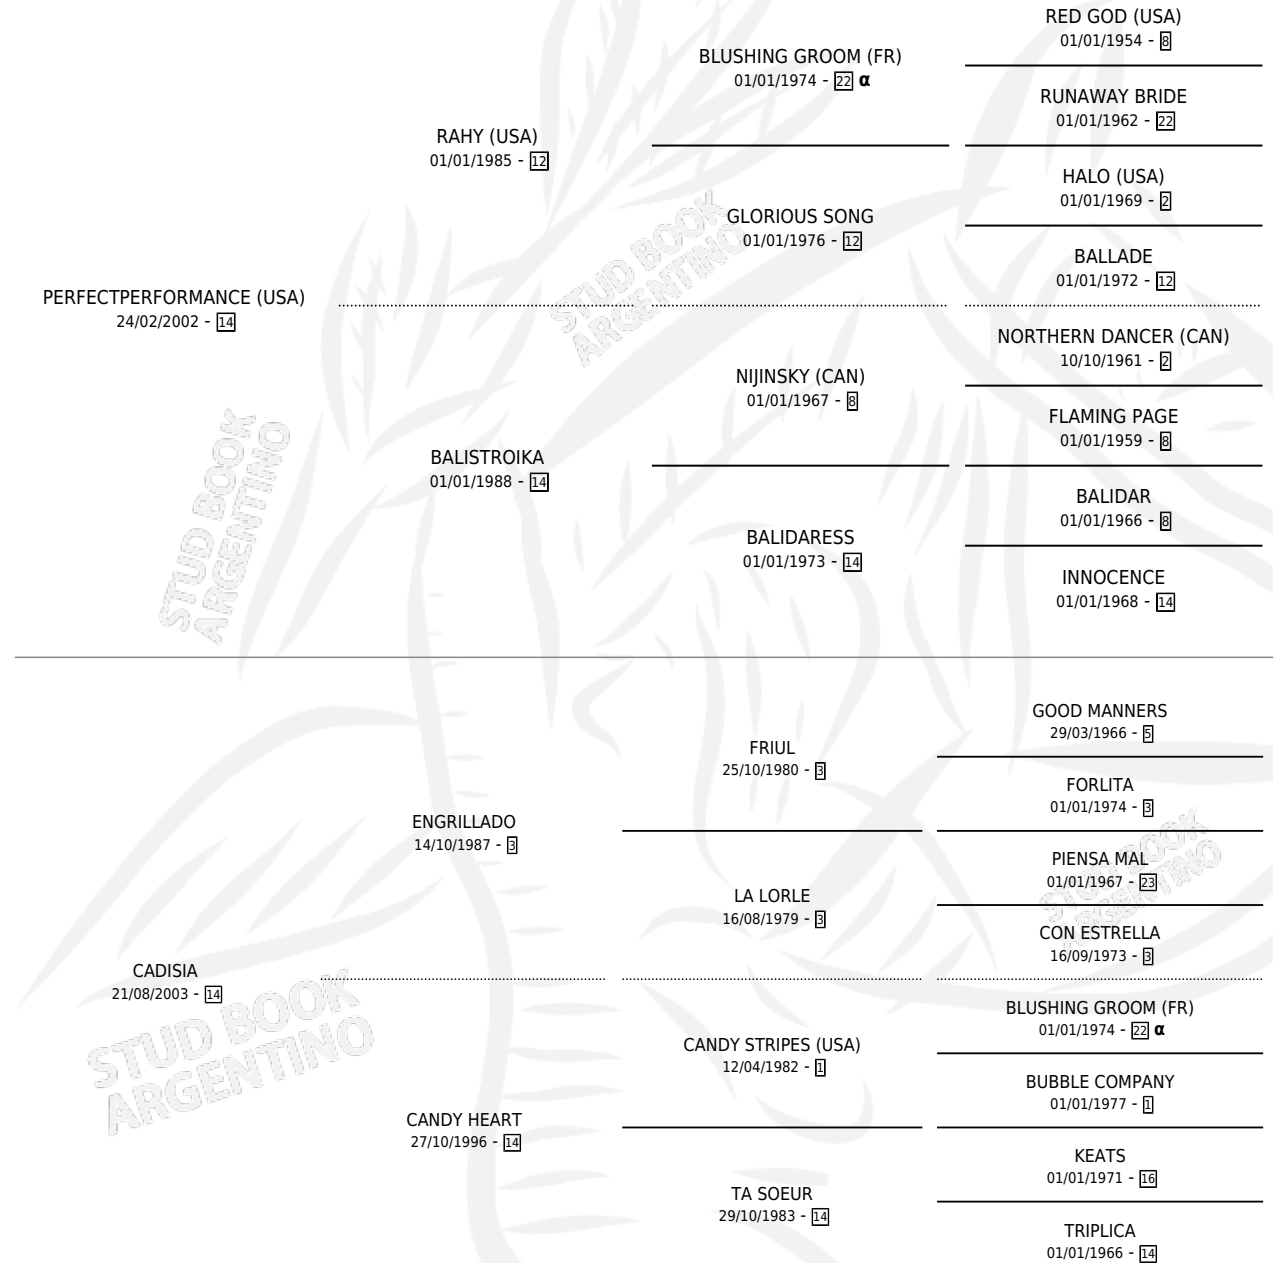 RED GOD (USA)
01/01/1954 - 8
BLUSHING GROOM (FR)
01/01/1974 - 22 α
RUNAWAY BRIDE
01/01/1962 - 22
RAHY (USA)
01/01/1985 - 12
HALO (USA)
01/01/1969 - 2
GLORIOUS SONG
01/01/1976 - 12
BALLADE
01/01/1972 - 12
PERFECTPERFORMANCE (USA)
24/02/2002 - 14
NORTHERN DANCER (CAN)
10/10/1961 - 2
NIJINSKY (CAN)
01/01/1967 - 8
FLAMING PAGE
01/01/1959 - 8
BALISTROIKA
01/01/1988 - 14
BALIDAR
01/01/1966 - 8
BALIDARESS
01/01/1973 - 14
INNOCENCE
01/01/1968 - 14
STUD BOOK
ARGENTINO
STUD BOOK
ARGENTINO
GOOD MANNERS
29/03/1966 - 5
FRIUL
25/10/1980 - 3
FORLITA
01/01/1974 - 3
ENGRILLADO
14/10/1987 - 3
PIENSA MAL
01/01/1967 - 23
LA LORLE
16/08/1979 - 3
CON ESTRELLA
16/09/1973 - 3
CADISIA
21/08/2003 - 14
BLUSHING GROOM (FR)
01/01/1974 - 22 α
CANDY STRIPES (USA)
12/04/1982 - 1
BUBBLE COMPANY
01/01/1977 - 1
CANDY HEART
27/10/1996 - 14
KEATS
01/01/1971 - 16
TA SOEUR
29/10/1983 - 14
TRIPLICA
01/01/1966 - 14
STUD BOOK
ARGENTINO
STUD BOOK
ARGENTINO